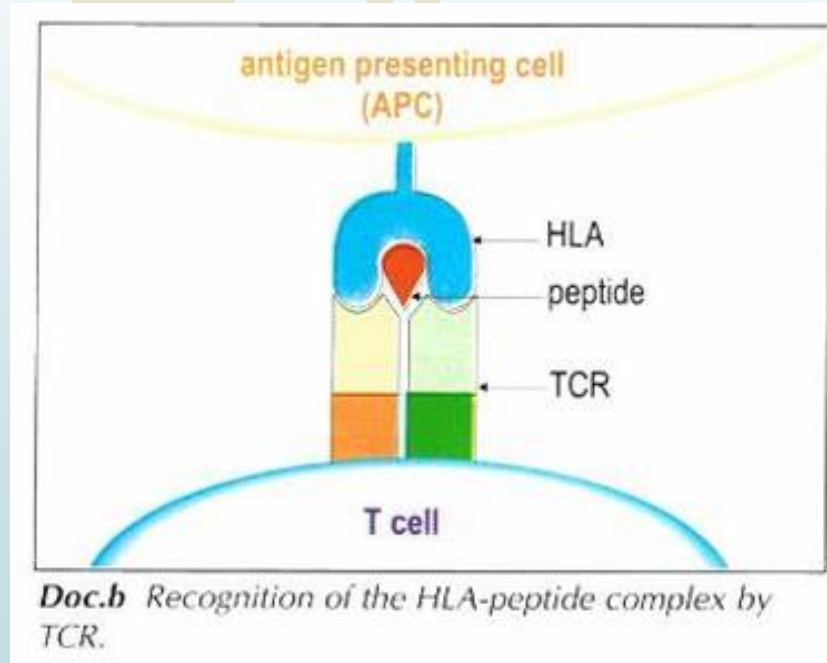 antigen presenting cell
(APC)
HLA
peptide
TCR
T cell
Doc.b Recognition of the HLA-peptide complex by
TCR.